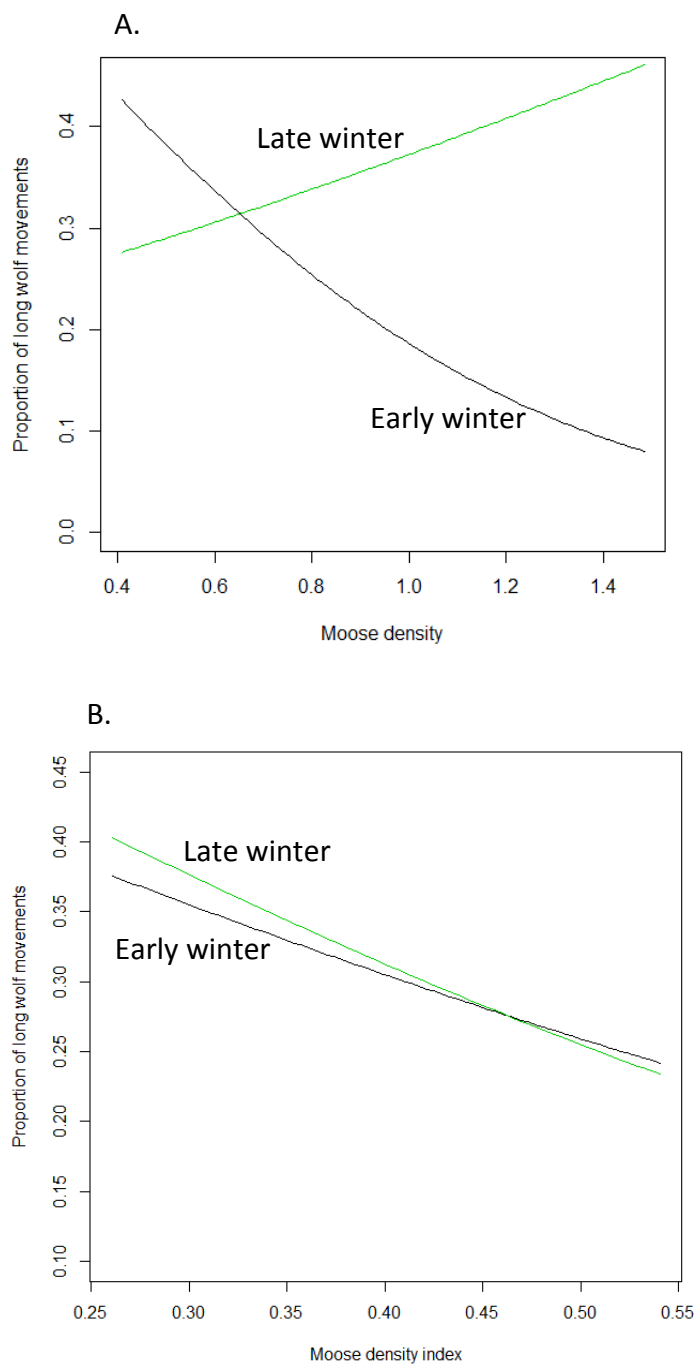 A.
Proportion of long wolf movements
0.4
0.3
0.2
0.1
0.0
Late winter
Early winter
0.4 0.6 0.8 1.0 1.2 1.4
Moose density
B.
Proportion of long wolf movements
0.45
0.40
0.35
0.30
0.25
0.20
0.15
0.10
Late winter
Early winter
0.25 0.30 0.35 0.40 0.45 0.50 0.55
Moose density index